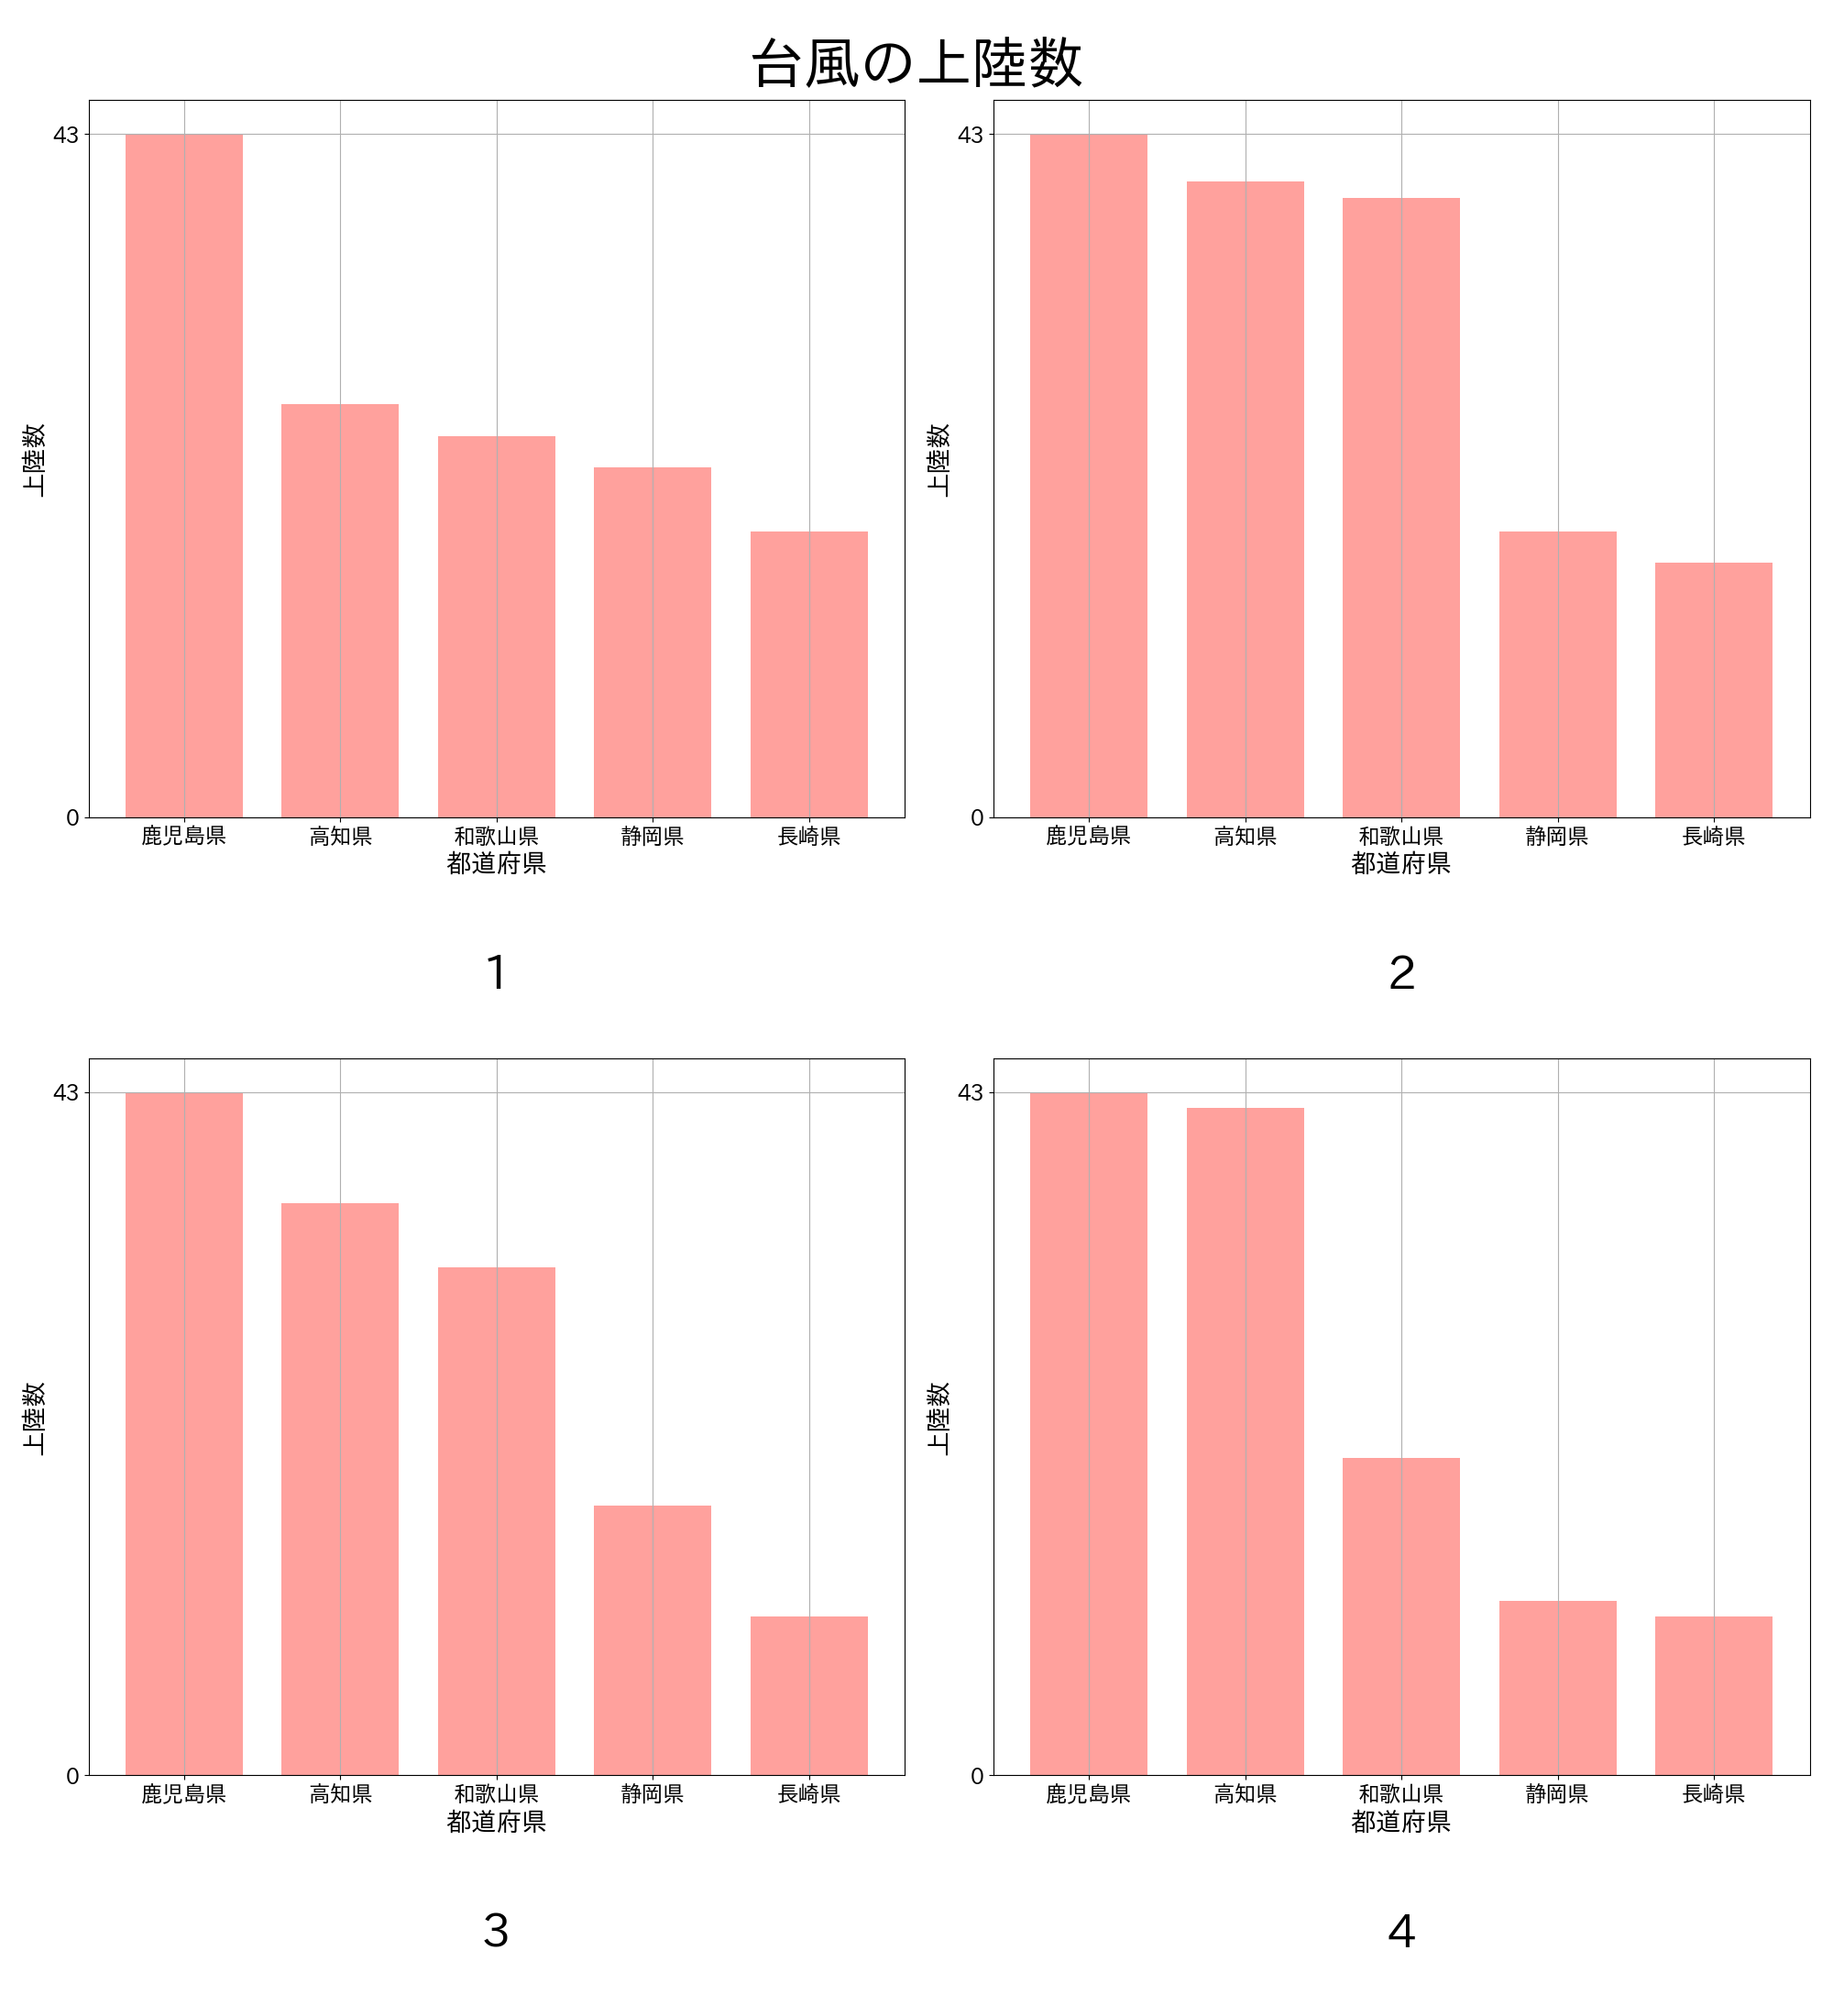 台風の上陸数
43
0
上陸数
鹿児島県 高知県 和歌山県 静岡県 長崎県
都道府県
1
43
0
上陸数
鹿児島県 高知県 和歌山県 静岡県 長崎県
都道府県
2
43
0
上陸数
鹿児島県 高知県 和歌山県 静岡県 長崎県
都道府県
3
43
0
上陸数
鹿児島県 高知県 和歌山県 静岡県 長崎県
都道府県
4